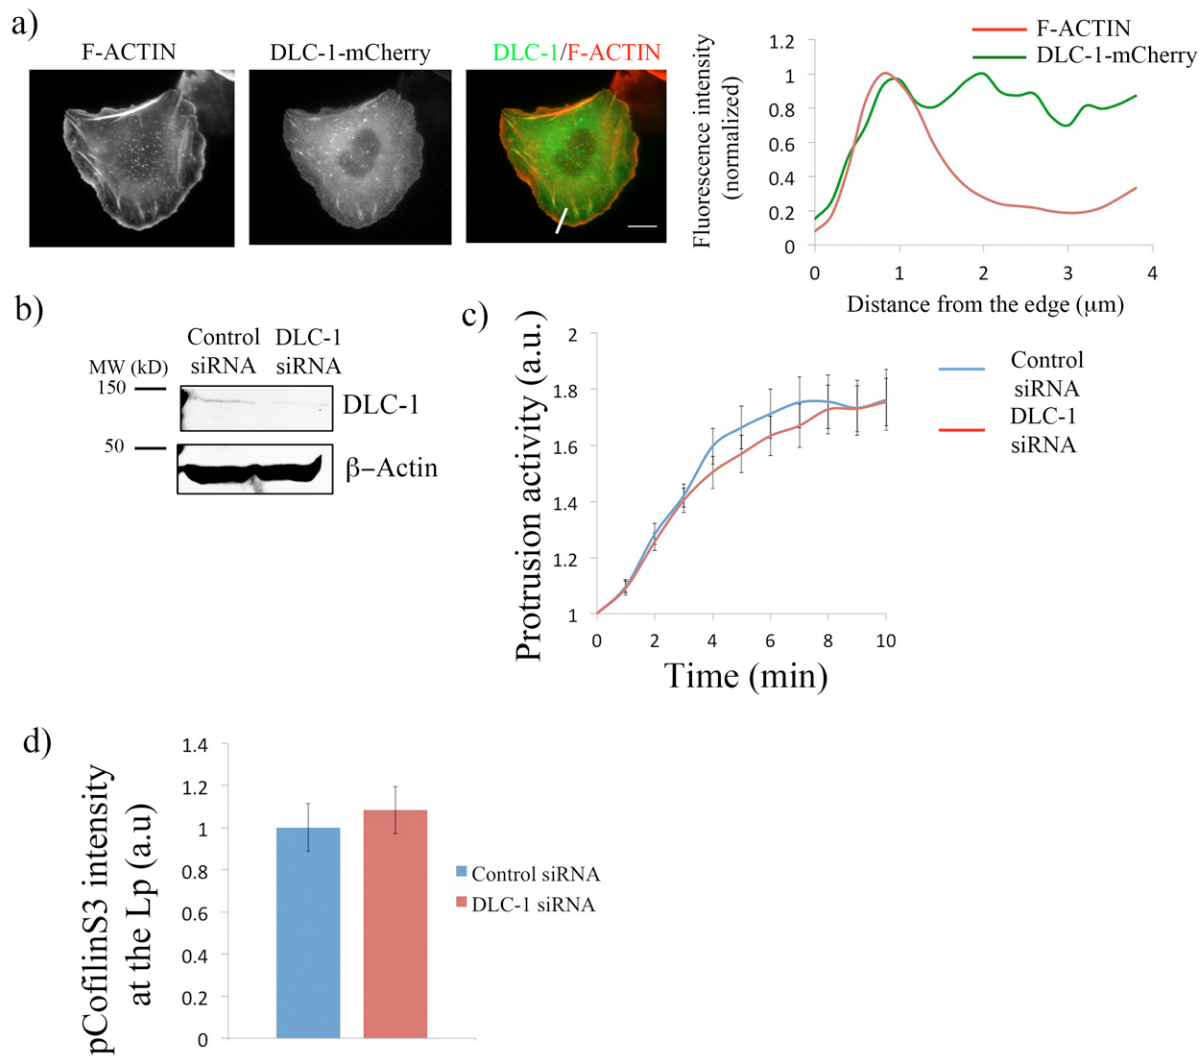 a)
F-ACTIN
DLC-1-mCherry
DLC-1/F-ACTIN
F-ACTIN
DLC-1-mCherry
Fluorescence intensity
(normalized)
1.2
1
0.8
0.6
0.4
0.2
0
0
1
2
3
4
Distance from the edge (μm)
b)
Control
siRNA
DLC-1
siRNA
MW (kD)
150
DLC-1
50
β–Actin
c)
Protrusion activity (a.u.)
2
1.8
1.6
1.4
1.2
1
0
2
4
6
8
10
Time (min)
Control
siRNA
DLC-1
siRNA
d)
pCofilinS3 intensity
at the Lp (a.u)
1.4
1.2
1
0.8
0.6
0.4
0.2
0
Control siRNA
DLC-1 siRNA